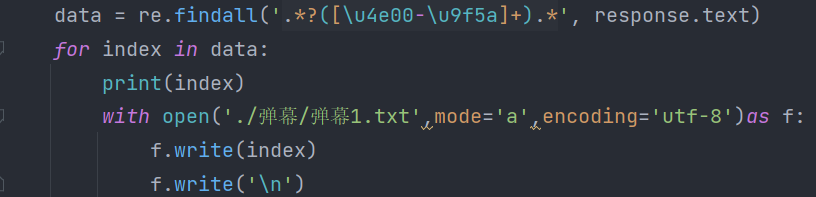 data = re.findall('.*?([\u4e00-\u9f5a]+).*', response.text)
for index in data:
    print(index)
    with open('./弹幕/弹幕1.txt',mode='a',encoding='utf-8')as f:
        f.write(index)
        f.write('\n')